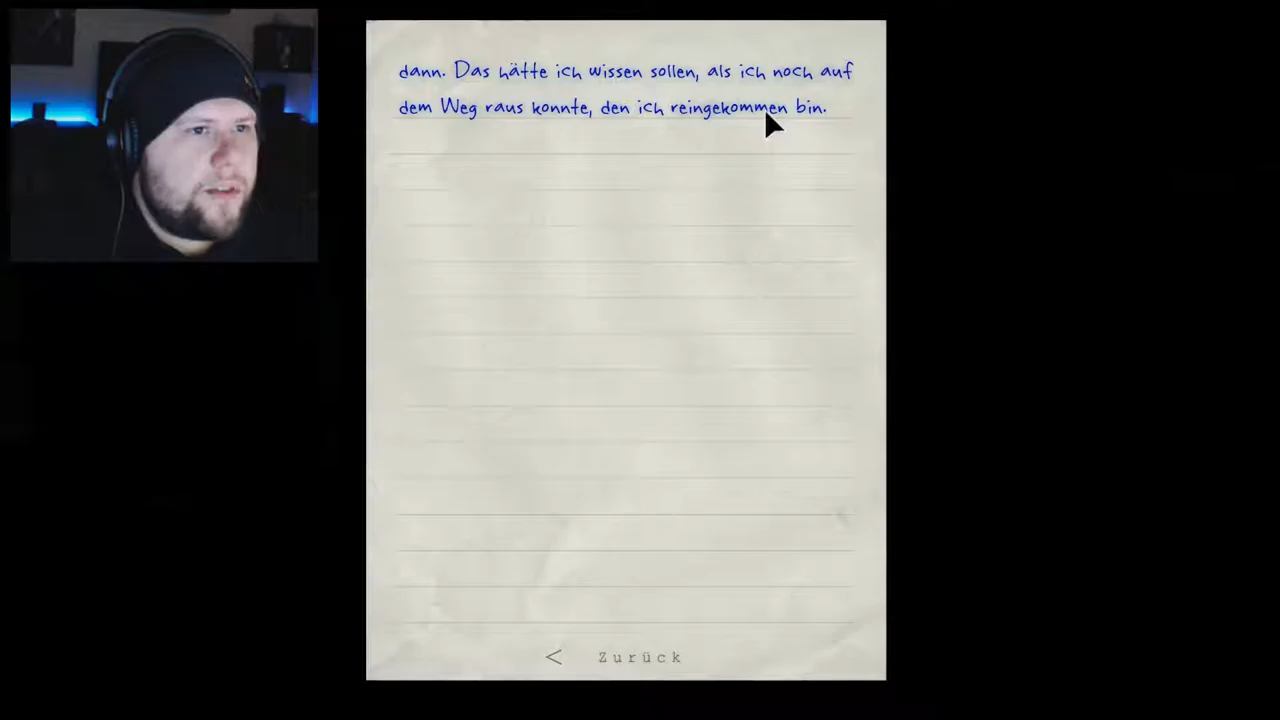 dann. Das hätte ich wissen sollen, als ich noch auf
dem Weg raus konnte, den ich reingekommen bin.
< Zurück